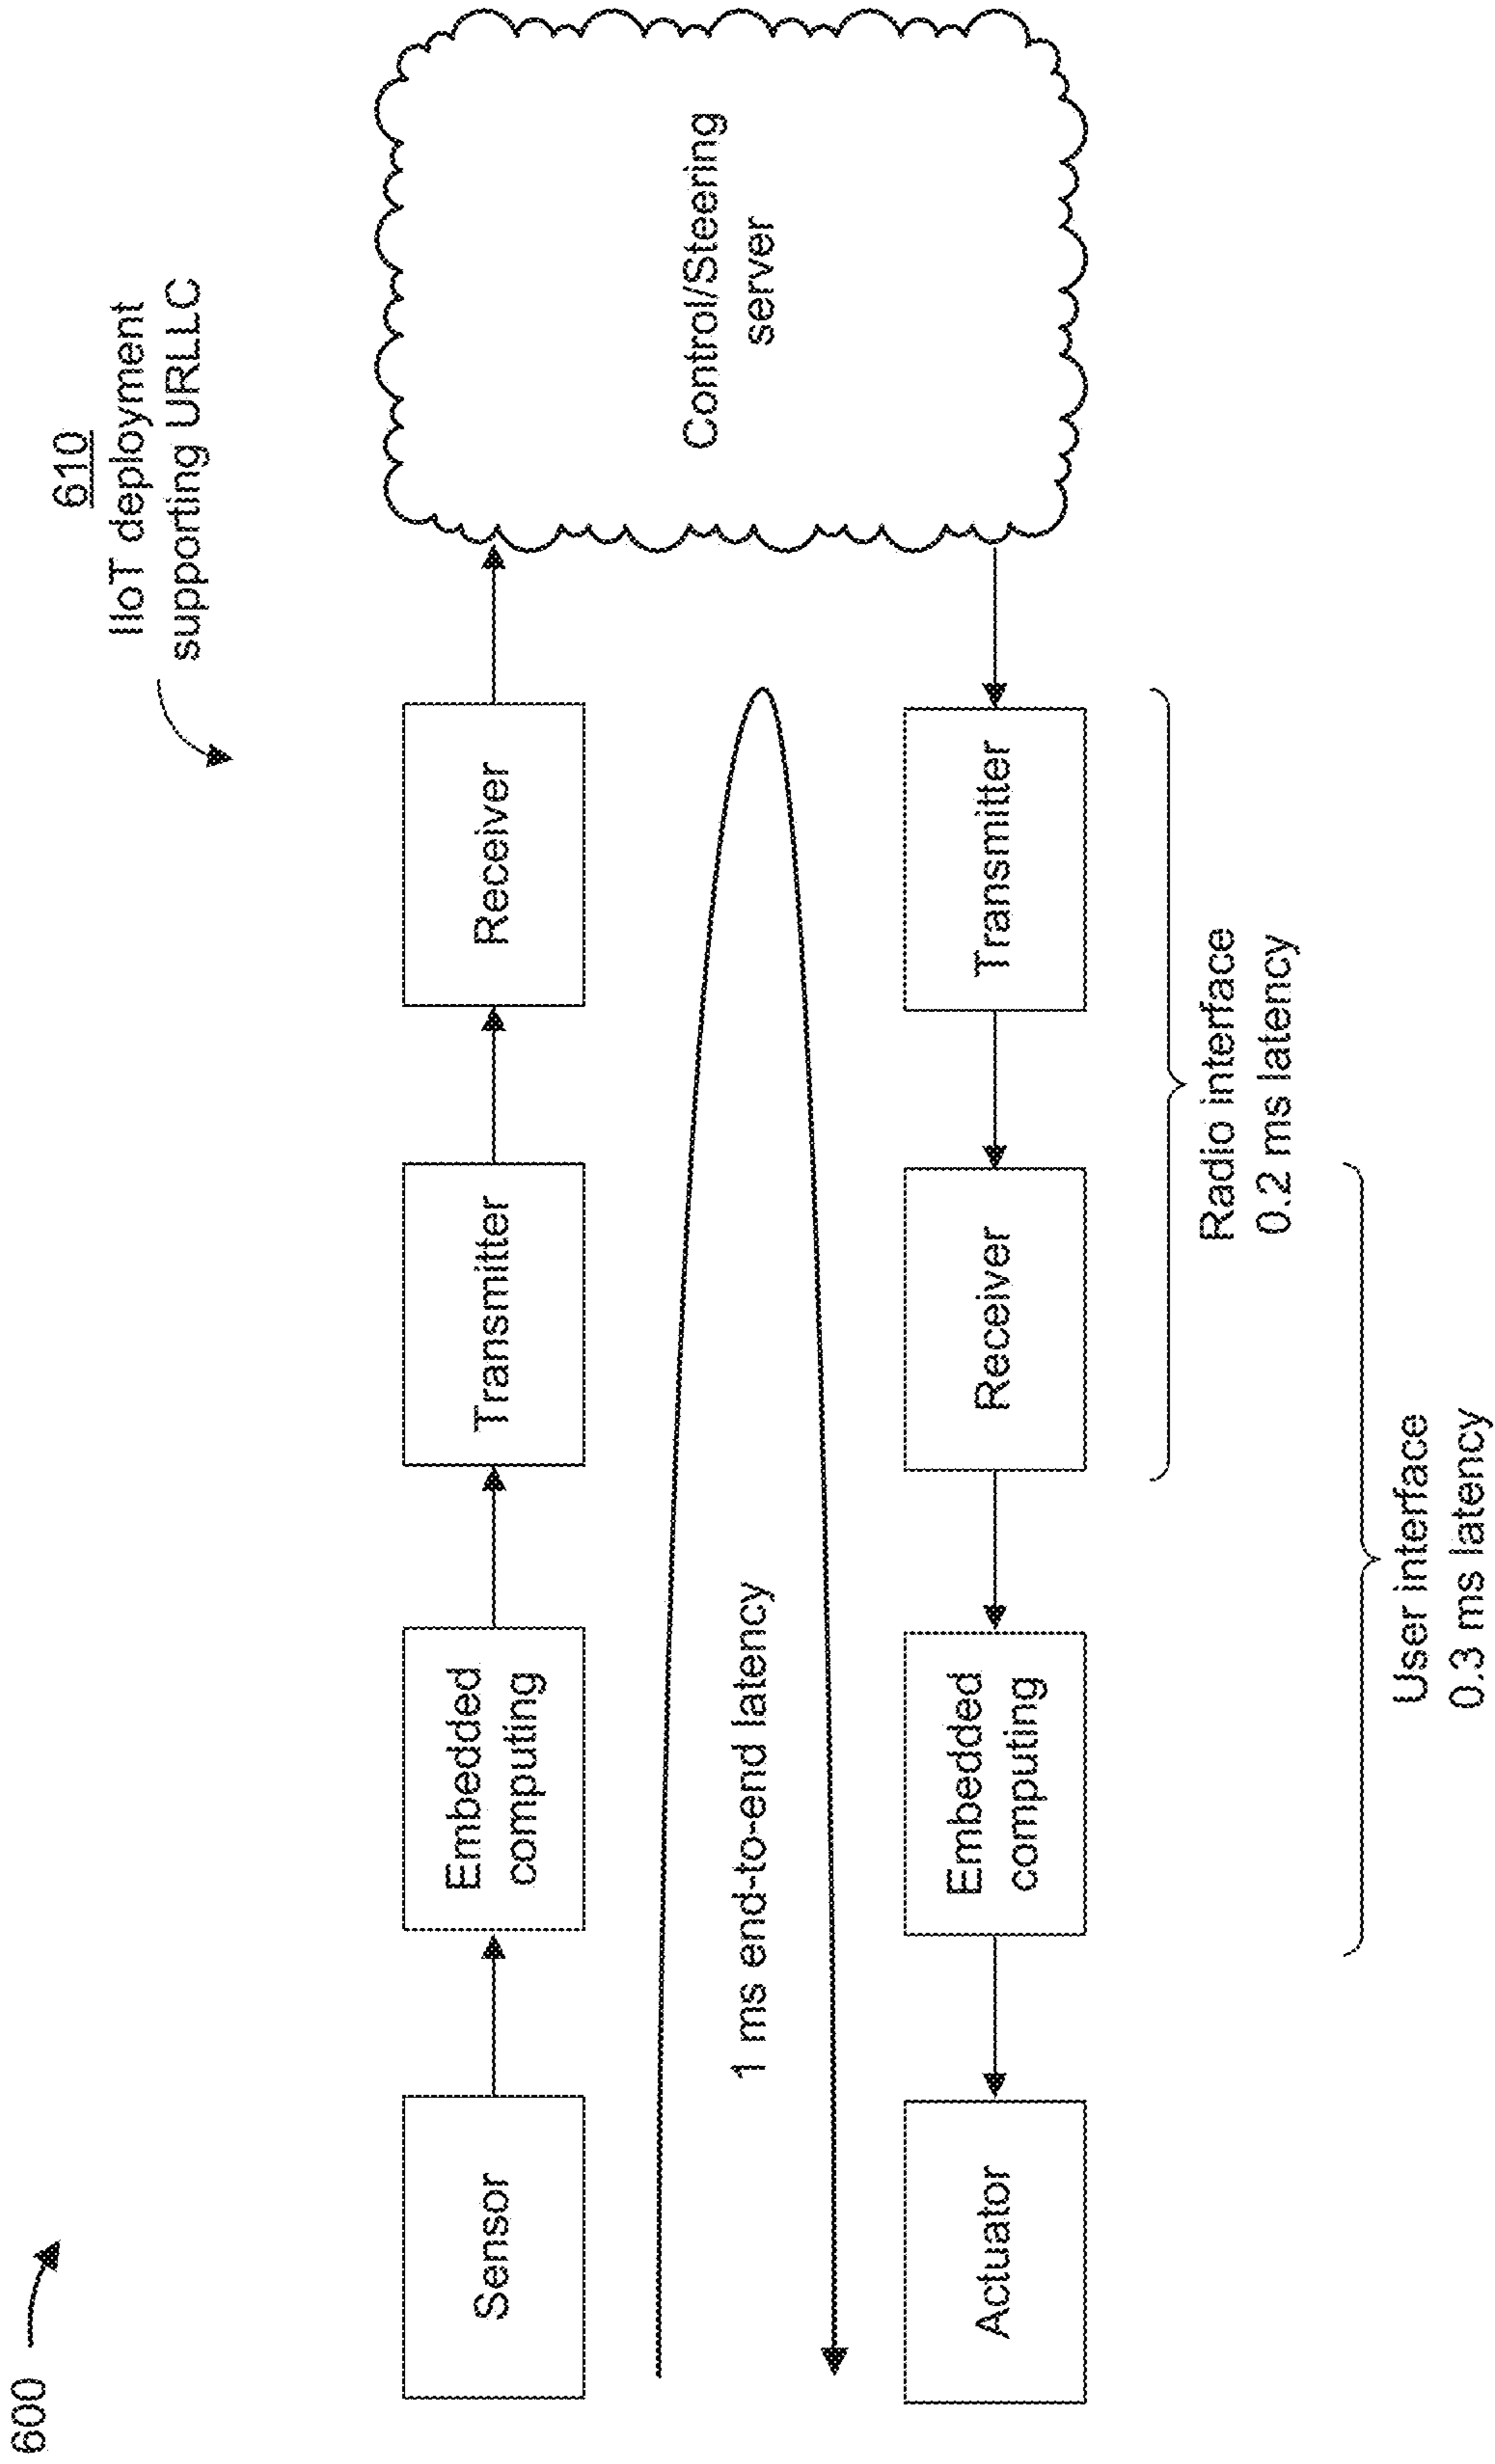 600
610
IIoT deployment
supporting URLLC
Sensor
Embedded
computing
Transmitter
Receiver
Control/Steering
server
1 ms end-to-end latency
Actuator
Embedded
computing
Receiver
Transmitter
Radio interface
0.2 ms latency
User interface
0.3 ms latency